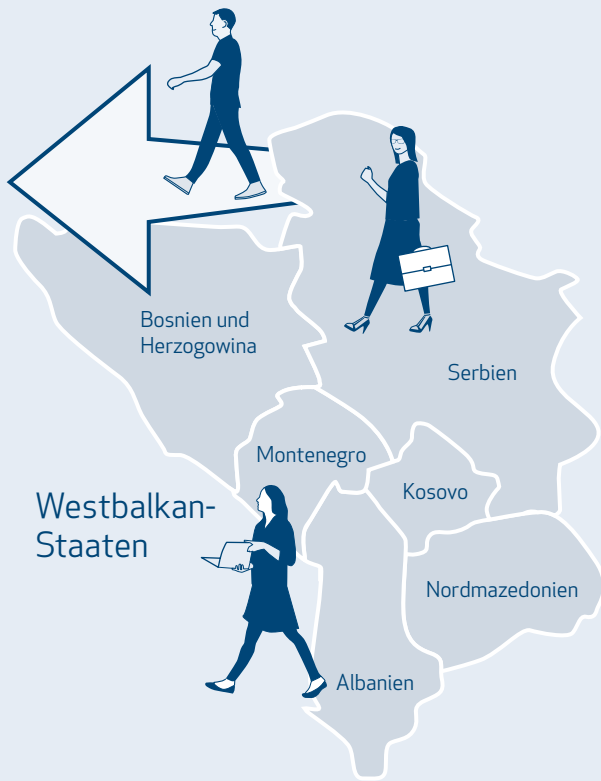 Bosnien und
Herzogowina
Serbien
Montenegro
Kosovo
Westbalkan-
Staaten
Nordmazedonien
Albanien